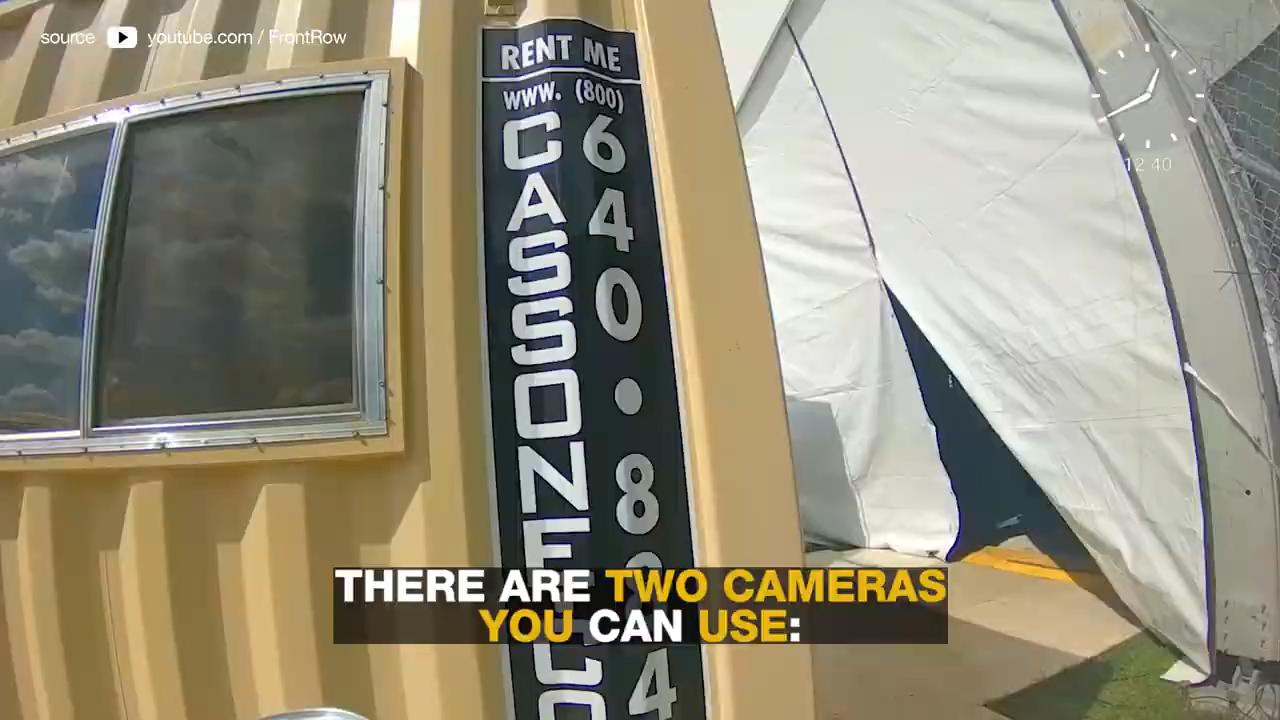 source youtube.com / FrontRow
RENT ME
WWW. (800)
CASSONE
640•8
4
12 40
THERE ARE TWO CAMERAS
YOU CAN USE: